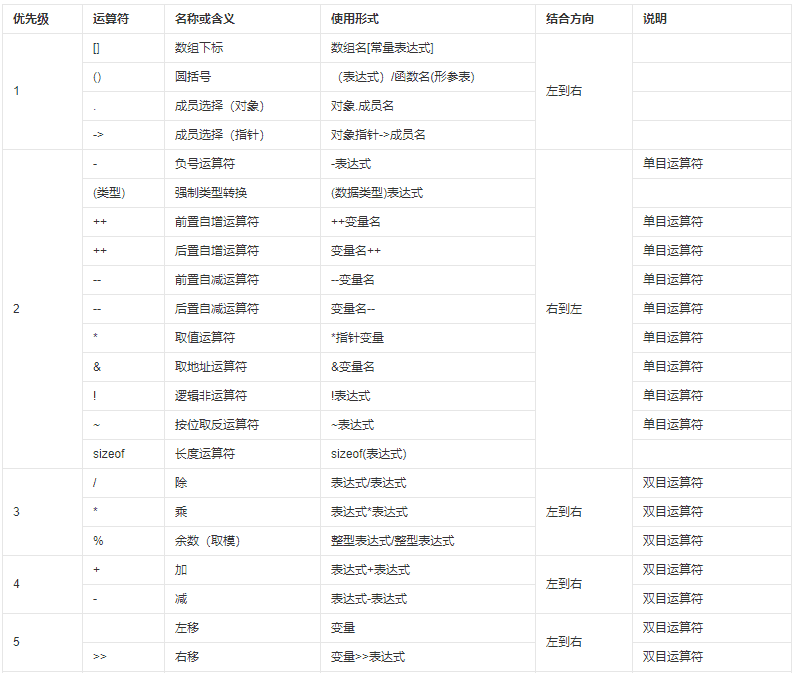 优先级 运算符 名称或含义 使用形式 结合方向 说明
1 [] 数组下标 数组名[常量表达式] 左到右
() 圆括号 （表达式）/函数名(形参表)
. 成员选择（对象） 对象.成员名
-> 成员选择（指针） 对象指针->成员名
2 - 负号运算符 -表达式 右到左 单目运算符
(类型) 强制类型转换 (数据类型)表达式
++ 前置自增运算符 ++变量名 单目运算符
++ 后置自增运算符 变量名++ 单目运算符
-- 前置自减运算符 --变量名 单目运算符
-- 后置自减运算符 变量名-- 单目运算符
* 取值运算符 *指针变量 单目运算符
& 取地址运算符 &变量名 单目运算符
! 逻辑非运算符 !表达式 单目运算符
~ 按位取反运算符 ~表达式 单目运算符
sizeof 长度运算符 sizeof(表达式)
3 / 除 表达式/表达式 左到右 双目运算符
* 乘 表达式*表达式 双目运算符
% 余数（取模） 整型表达式/整型表达式 双目运算符
4 + 加 表达式+表达式 左到右 双目运算符
- 减 表达式-表达式 双目运算符
5 左移 变量 左到右 双目运算符
>> 右移 变量>>表达式 双目运算符